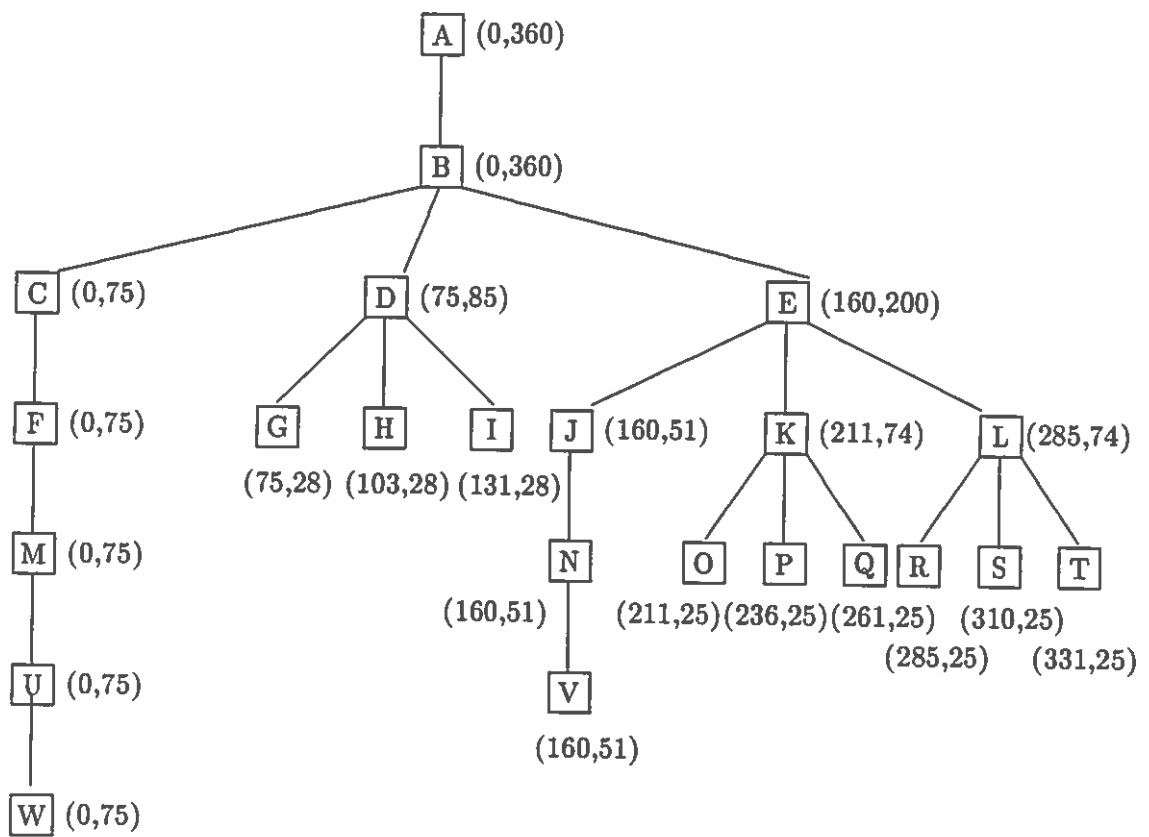 A (0,360)
B (0,360)
C (0,75) D (75,85) E (160,200)
F (0,75) G H I J (160,51) K (211,74) L (285,74)
(75,28) (103,28) (131,28)
M (0,75) N O P Q R S T
(160,51) (211,25) (236,25) (261,25) (310,25)
(285,25) (331,25)
U (0,75) V
(160,51)
W (0,75)